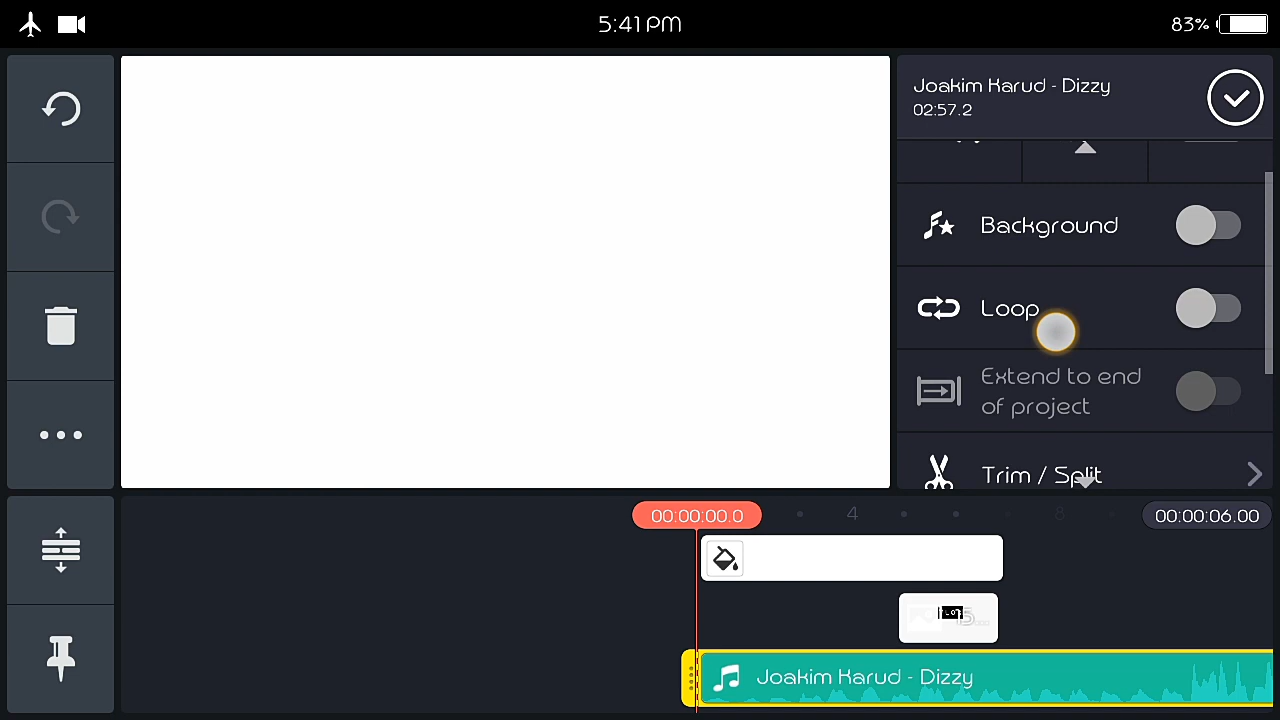 5:41 PM
83%
Joakim Karud - Dizzy
02:57.2
Background
Loop
Extend to end
of project
Trim / Split
00:00:00.0
4
8
00:00:06.00
Joakim Karud - Dizzy